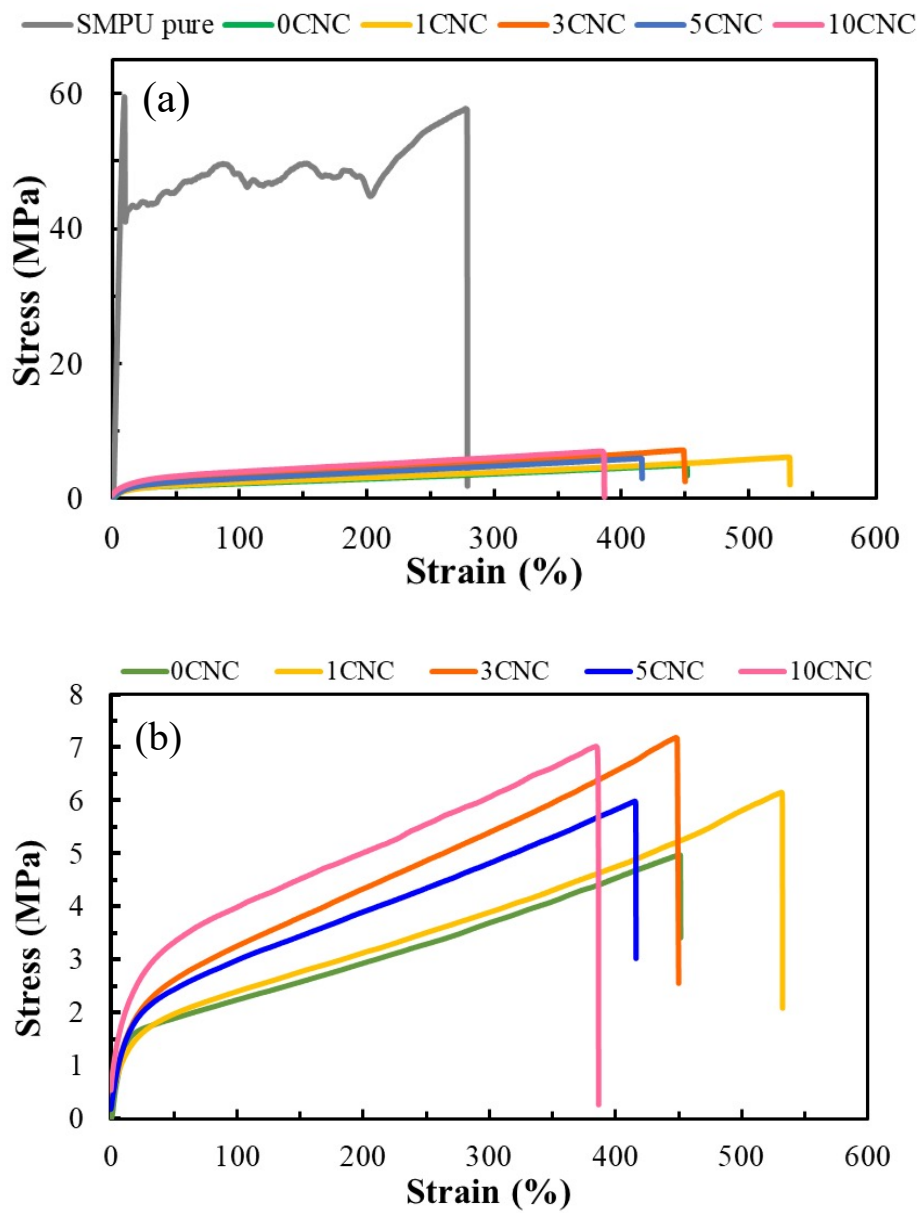 SMPU pure 0CNC 1CNC 3CNC 5CNC 10CNC
(a)
60
40
20
0
Stress (MPa)
0 100 200 300 400 500 600
Strain (%)
0CNC 1CNC 3CNC 5CNC 10CNC
(b)
8
7
6
5
4
3
2
1
0
Stress (MPa)
0 100 200 300 400 500 600
Strain (%)